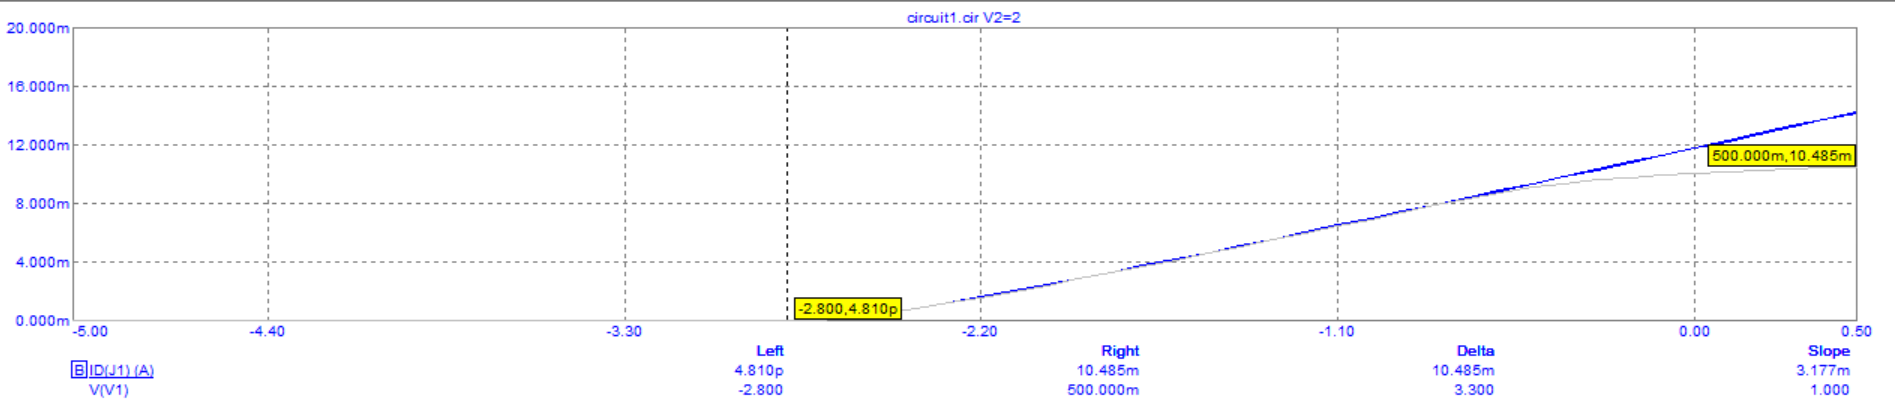 circuit1.cir V2=2
20.000m
16.000m
12.000m
500.000m,10.485m
8.000m
4.000m
-2.800,4.810p
0.000m
-5.00 -4.40 -3.30 -2.20 -1.10 0.00 0.50
Left Right Delta Slope
B ID(J1) (A) 4.810p 10.485m 10.485m 3.177m
V(V1) -2.800 500.000m 3.300 1.000